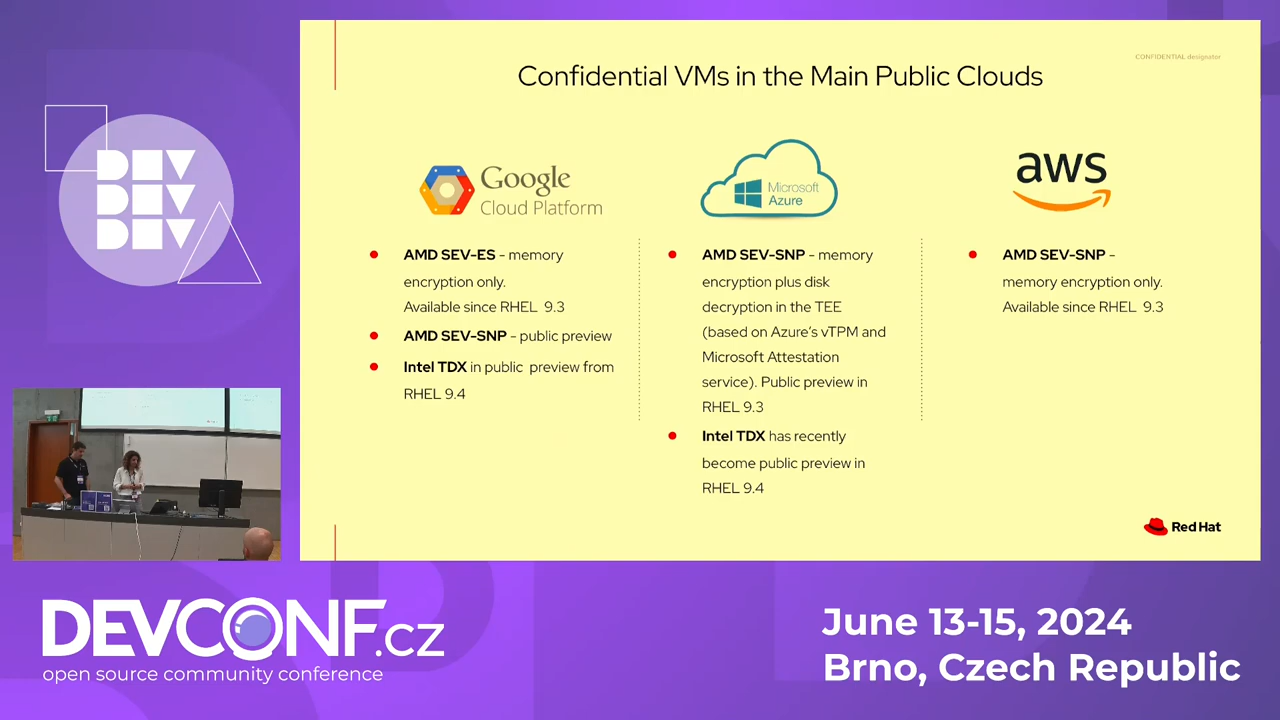 CONFIDENTIAL designator
Confidential VMs in the Main Public Clouds
Google
Cloud Platform
Microsoft
Azure
aws
AMD SEV-ES - memory
encryption only.
Available since RHEL 9.3
AMD SEV-SNP - public preview
Intel TDX in public preview from
RHEL 9.4
AMD SEV-SNP - memory
encryption plus disk
decryption in the TEE
(based on Azure's vTPM and
Microsoft Attestation
service). Public preview in
RHEL 9.3
Intel TDX has recently
become public preview in
RHEL 9.4
AMD SEV-SNP -
memory encryption only.
Available since RHEL 9.3
Red Hat
DEV
DEV
DEV
DEVCONF.cz
open source community conference
June 13-15, 2024
Brno, Czech Republic